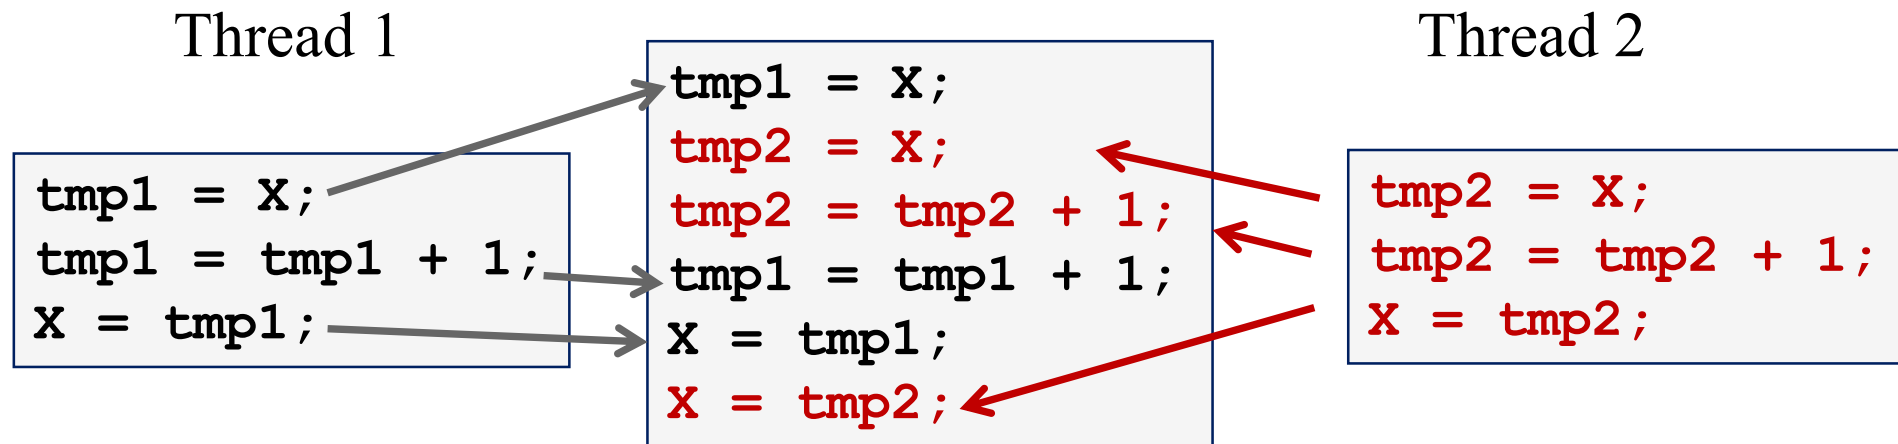 Thread 1
tmp1 = X;
tmp1 = tmp1 + 1;
X = tmp1;
tmp1 = X;
tmp2 = X;
tmp2 = tmp2 + 1;
tmp1 = tmp1 + 1;
X = tmp1;
X = tmp2;
Thread 2
tmp2 = X;
tmp2 = tmp2 + 1;
X = tmp2;